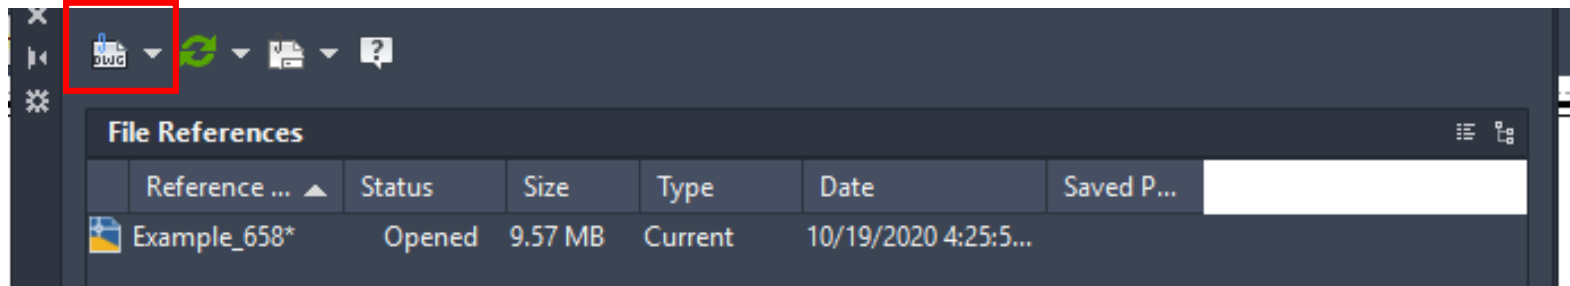 DWG
File References
Reference ... Status Size Type Date Saved P...
Example_658* Opened 9.57 MB Current 10/19/2020 4:25:5...